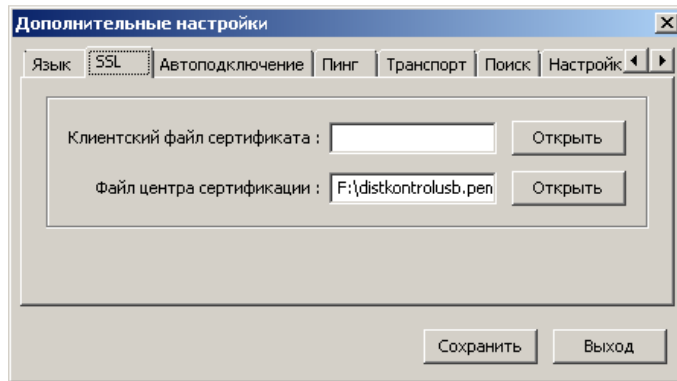 Дополнительные настройки
Язык SSL Автоподключение Пинг Транспорт Поиск Настройк
Клиентский файл сертификата : Открыть
Файл центра сертификации : F:\distkontrolusb.pen Открыть
Сохранить Выход